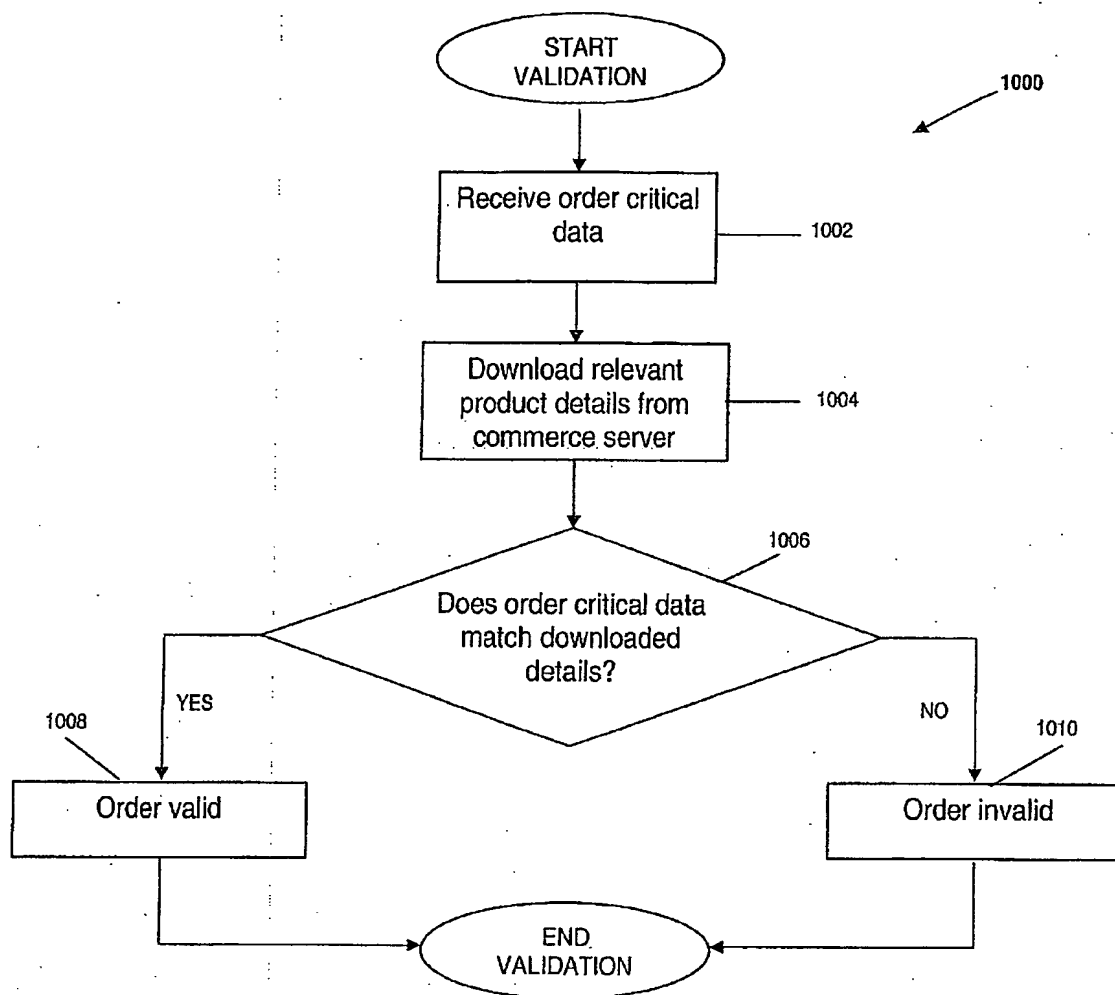 START
VALIDATION
1000
Receive order critical
data
1002
Download relevant
product details from
commerce server
1004
1006
Does order critical data
match downloaded
details?
YES
NO
1008
1010
Order valid
Order invalid
END
VALIDATION